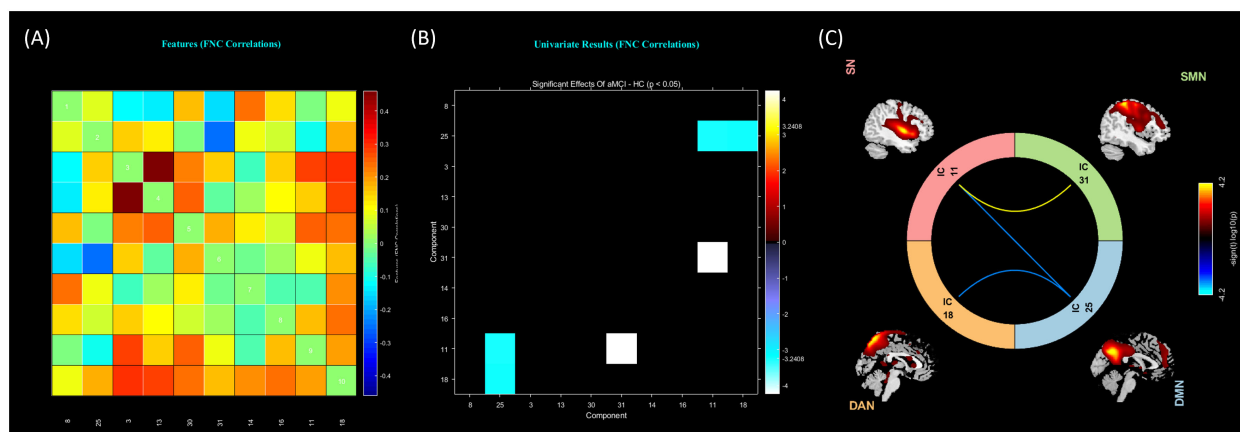 (A)
Features (FNC Correlations)
1
2
3
4
5
6
7
8
9
10
8 25 3 13 30 31 14 16 11 18
0.4
0.3
0.2
0.1
0
-0.1
-0.2
-0.3
-0.4
Features (FNC Correlations)
(B)
Univariate Results (FNC Correlations)
Significant Effects Of aMCI - HC (p < 0.05)
Component
8
25
3
13
30
31
14
16
11
18
8 25 3 13 30 31 14 16 11 18
Component
4
3.2408
2
1
0
-1
-2
-3.2408
-4
(C)
SN
SMN
IC
11
IC
31
IC
18
IC
25
DAN
DMN
4.2
-4.2
-sign(t) log10(p)